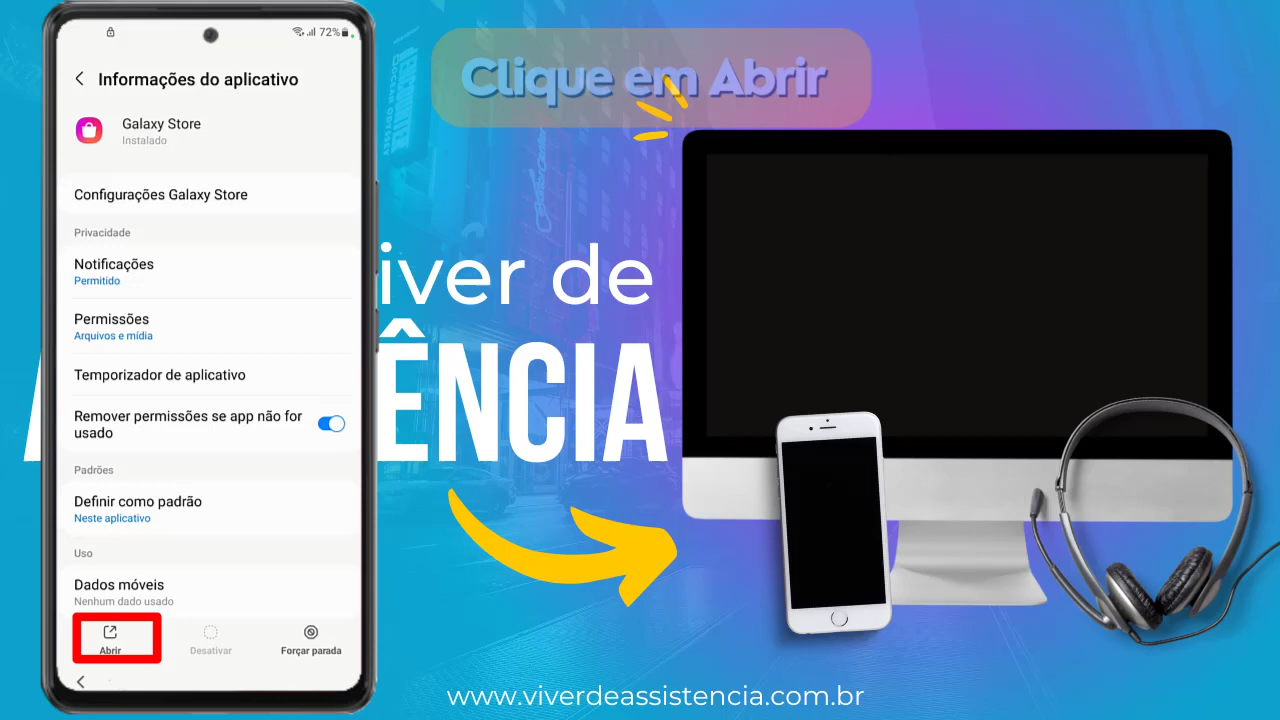 72%
Informações do aplicativo
Galaxy Store
Instalado
Configurações Galaxy Store
Privacidade
Notificações
Permitido
Permissões
Arquivos e mídia
Temporizador de aplicativo
Remover permissões se app não for
usado
Padrões
Definir como padrão
Neste aplicativo
Uso
Dados móveis
Nenhum dado usado
Abrir
Desativar
Forçar parada
Clique em Abrir
iver de
ÊNCIA
www.viverdeassistencia.com.br